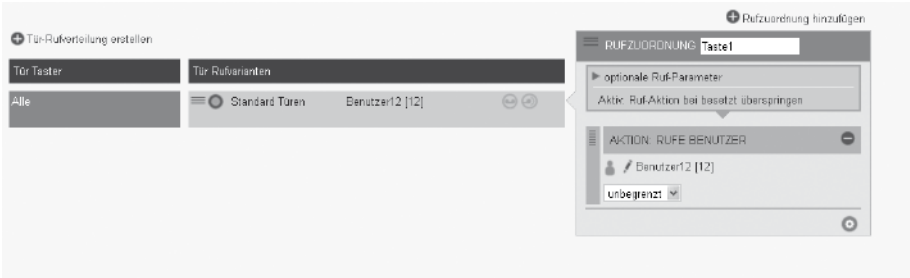 Rufzuordnung hinzufügen
Tür-Rufverteilung erstellen
RUFZUORDNUNG Taste1
Tür Taster
Tür Rufvarianten
optionale Ruf-Parameter
Alle
Standard Türen Benutzer12 [12]
Aktiv: Ruf-Aktion bei besetzt überspringen
AKTION: RUFE BENUTZER
Benutzer12 [12]
unbegrenzt